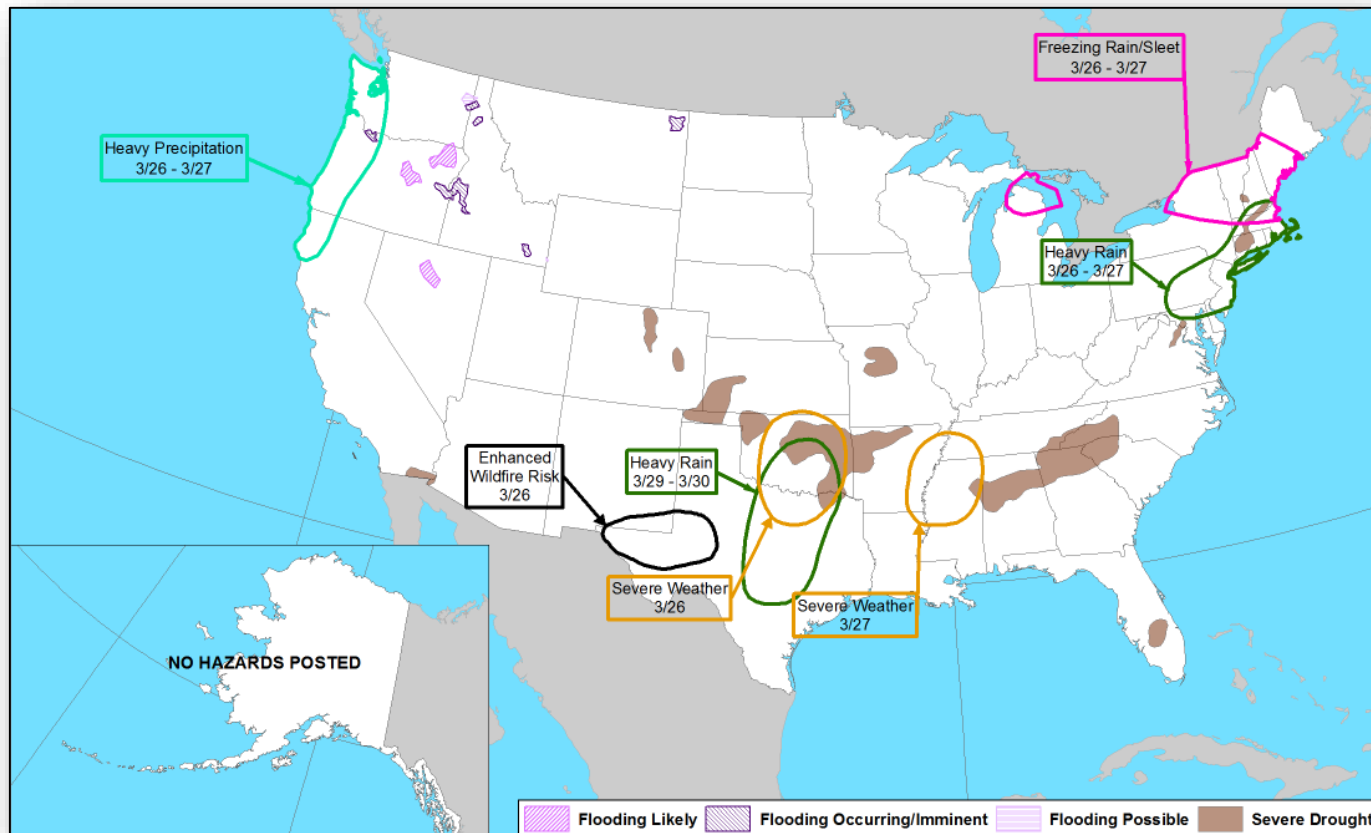 Freezing Rain/Sleet
3/26 - 3/27
Heavy Precipitation
3/26 - 3/27
Heavy Rain
3/26 - 3/27
Enhanced
Wildfire Risk
3/26
Heavy Rain
3/29 - 3/30
Severe Weather
3/26
Severe Weather
3/27
NO HAZARDS POSTED
Flooding Likely
Flooding Occurring/Imminent
Flooding Possible
Severe Drought